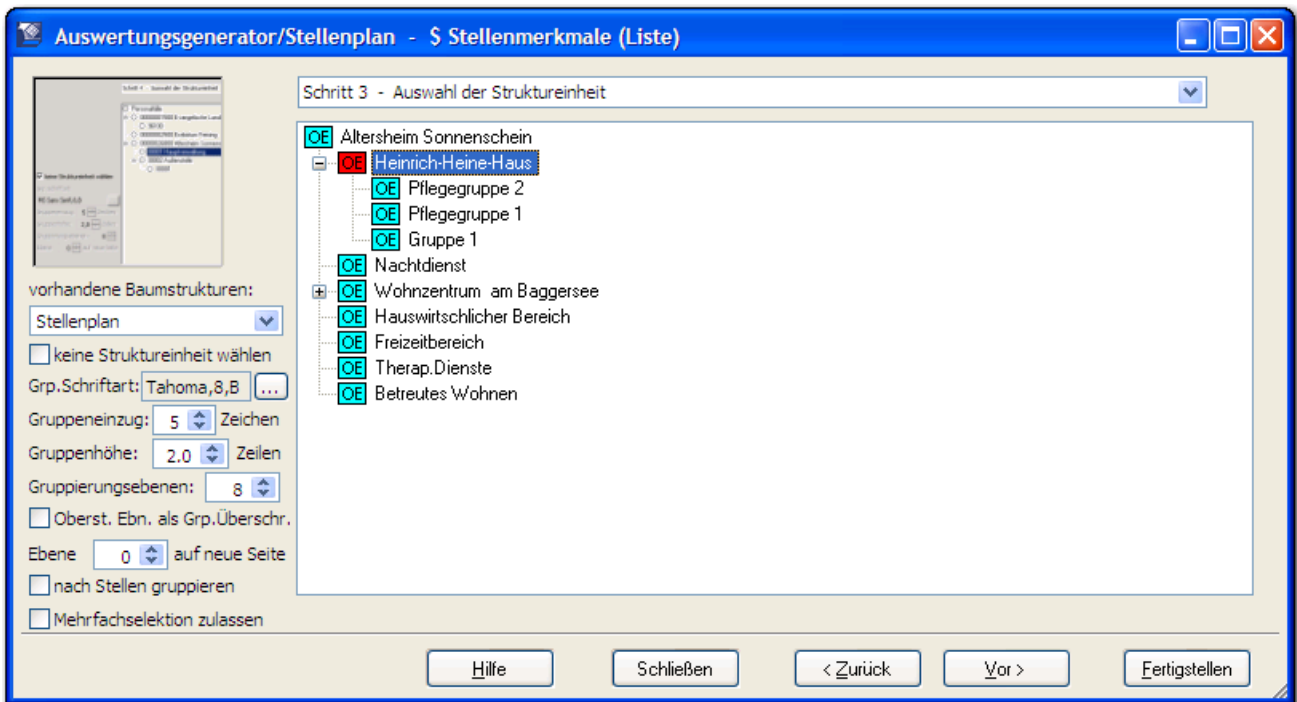 Auswertungsgenerator/Stellenplan - $ Stellenmerkmale (Liste)
Schritt 3 - Auswahl der Struktureinheit
OE Altersheim Sonnenschein
OE Heinrich-Heine-Haus
OE Pflegegruppe 2
OE Pflegegruppe 1
OE Gruppe 1
OE Nachtdienst
OE Wohnzentrum am Baggersee
OE Hauswirtschlicher Bereich
OE Freizeitbereich
OE Therap.Dienste
OE Betreutes Wohnen
vorhandene Baumstrukturen:
Stellenplan
keine Struktureinheit wählen
Grp.Schriftart: Tahoma,8,B ...
Gruppeneinzug: 5 Zeichen
Gruppenhöhe: 2.0 Zeilen
Gruppierungsebenen: 8
Oberst. Ebn. als Grp.Überschr.
Ebene 0 auf neue Seite
nach Stellen gruppieren
Mehrfachselektion zulassen
Hilfe Schließen < Zurück Vor > Fertigstellen